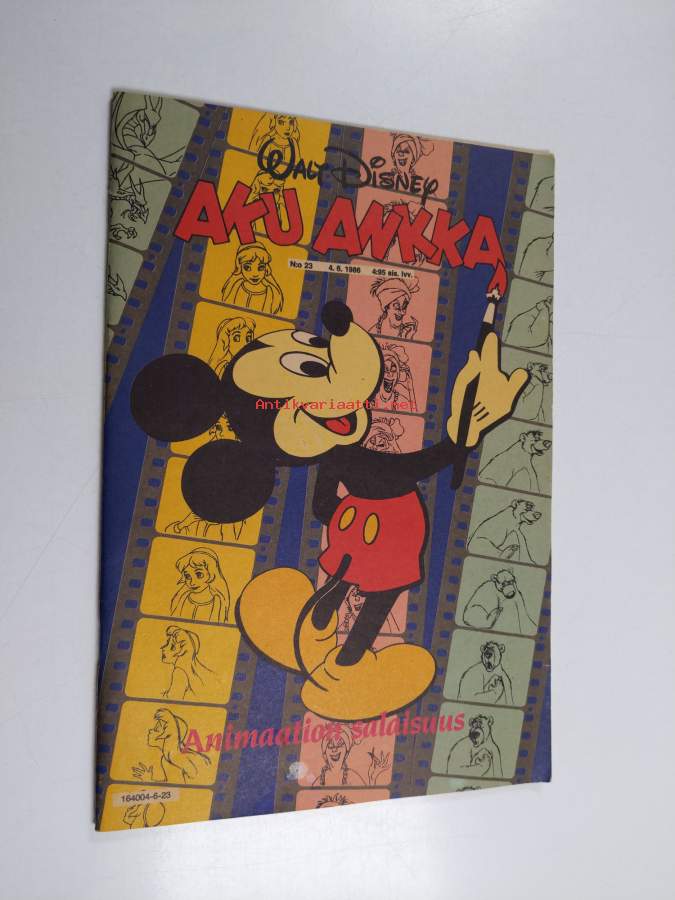 WALT DISNEY
AKU ANKKA
N:o 23 4. 6. 1986 4:95 sis. lvv.
Antikvariaatti.net
Animaation salaisuus
164004-6-23